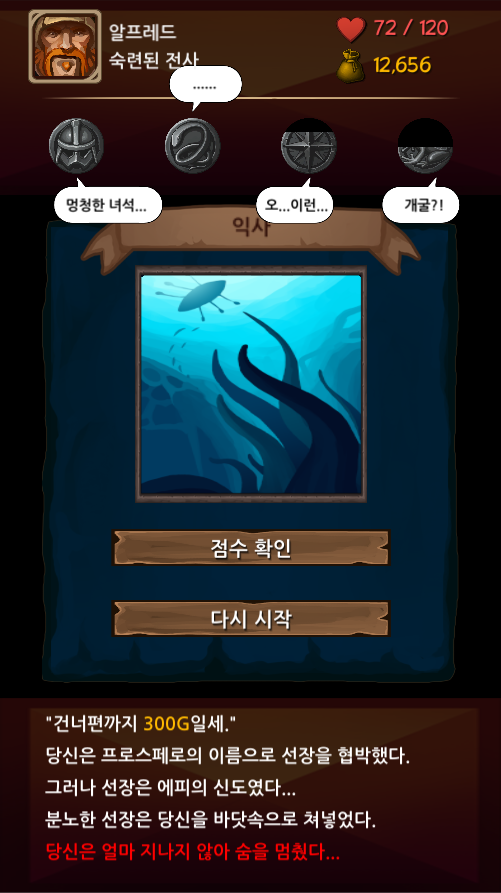 알프레드
72 / 120
숙련된 전사
12,656
......
멍청한 녀석...
오...이런...
개굴?!
익사
점수 확인
다시 시작
"건너편까지 300G일세."
당신은 프로스페로의 이름으로 선장을 협박했다.
그러나 선장은 에피의 신도였다...
분노한 선장은 당신을 바닷속으로 쳐넣었다.
당신은 얼마 지나지 않아 숨을 멈췄다...